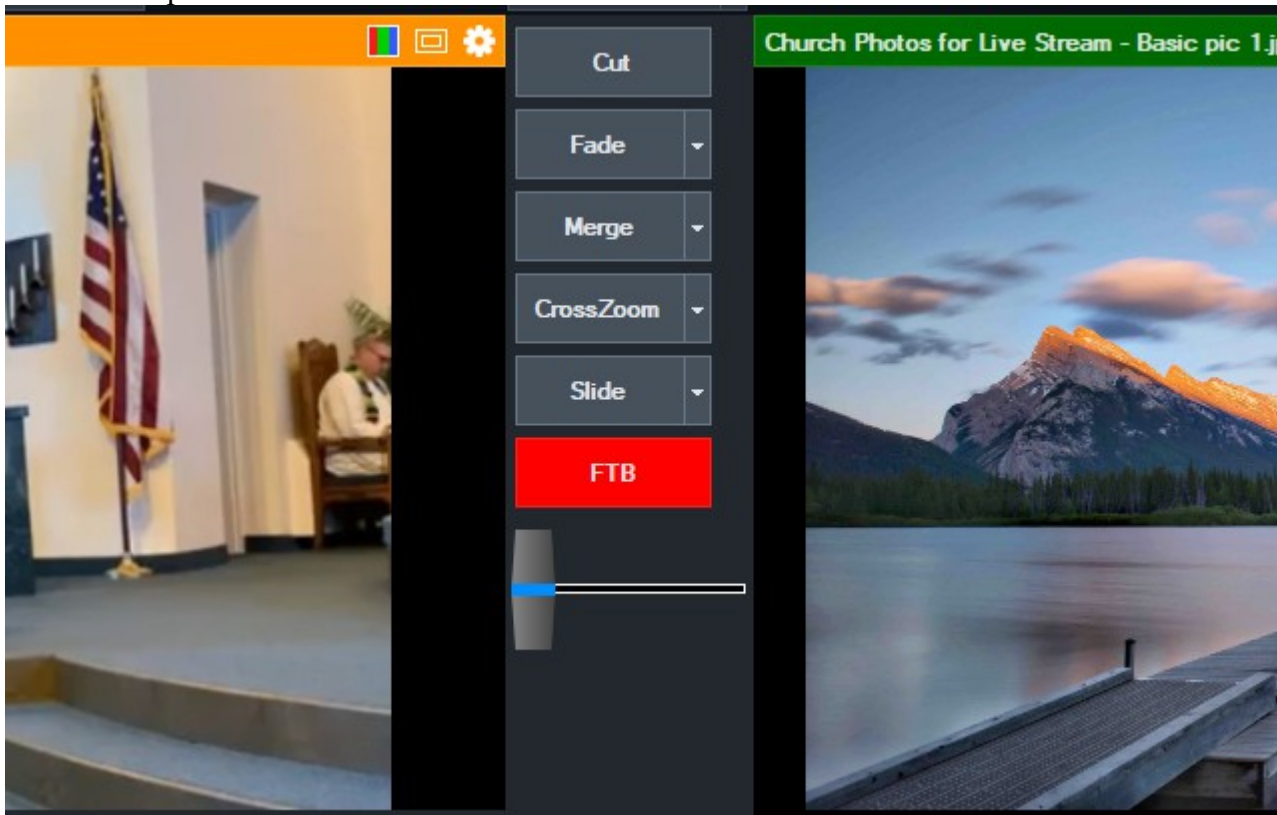 Church Photos for Live Stream - Basic pic 1.j
Cut
Fade
Merge
CrossZoom
Slide
FTB